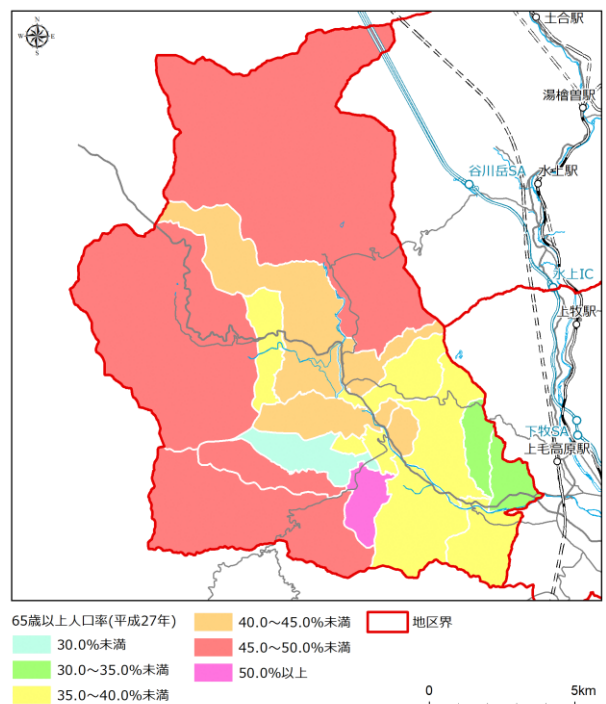 N
W
E
S
土合駅
湯檜曽駅
谷川岳SA
水上駅
水上IC
上牧駅
下牧SA
上毛高原駅
65歳以上人口率(平成27年)
30.0%未満
30.0～35.0%未満
35.0～40.0%未満
40.0～45.0%未満
45.0～50.0%未満
50.0%以上
地区界
0
5km